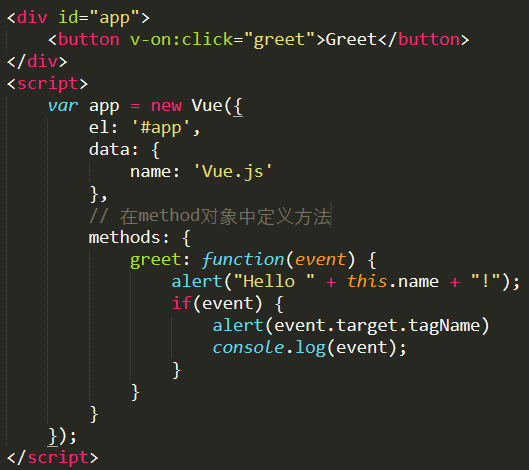 <div id="app">
    <button v-on:click="greet">Greet</button>
</div>
<script>
    var app = new Vue({
        el: '#app',
        data: {
            name: 'Vue.js'
        },
        // 在method对象中定义方法
        methods: {
            greet: function(event) {
                alert("Hello " + this.name + "!");
                if(event) {
                    alert(event.target.tagName)
                    console.log(event);
                }
            }
        }
    });
</script>